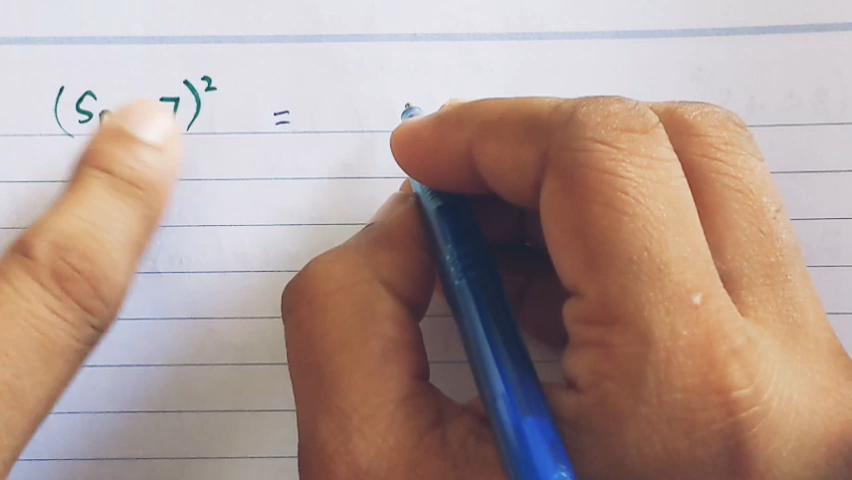 (5 7)² =